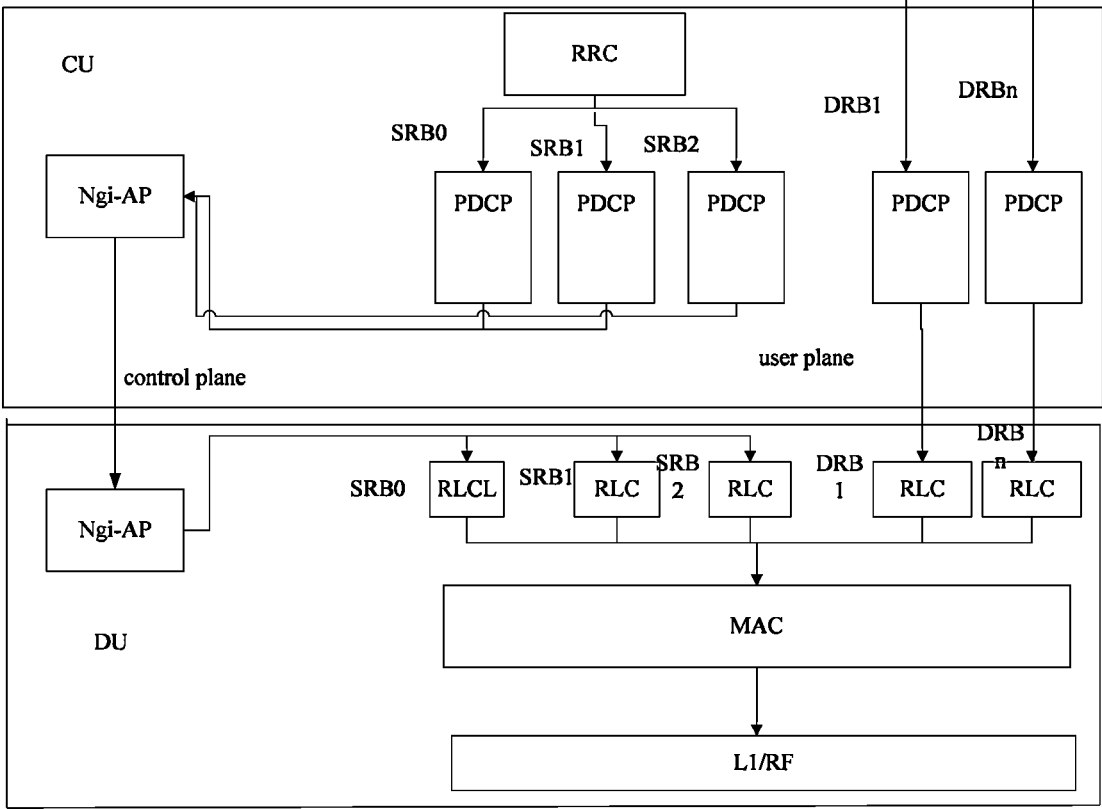 RRC
CU
DRBn
DRB1
SRB0
SRB1
SRB2
Ngi-AP
PDCP
PDCP
PDCP
PDCP
PDCP
user plane
control plane
DRB
n
SRB0
SRB1
SRB
2
DRB
1
RLCL
RLC
RLC
RLC
RLC
Ngi-AP
MAC
DU
L1/RF